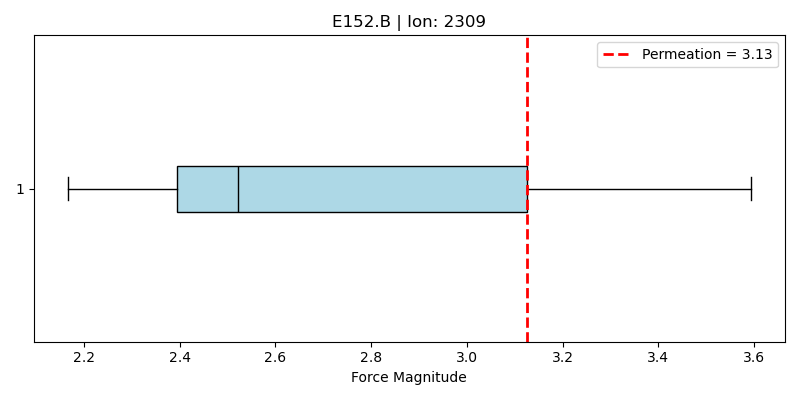 E152.B | Ion: 2309
Permeation = 3.13
1
2.2 2.4 2.6 2.8 3.0 3.2 3.4 3.6
Force Magnitude